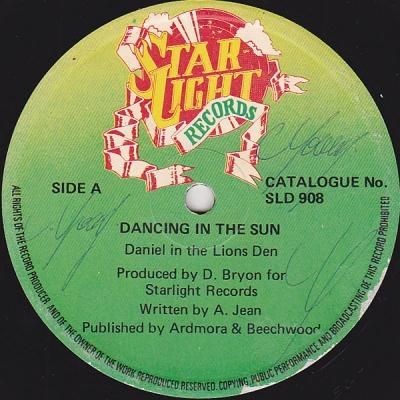 STAR
LIGHT
RECORDS
SIDE A
CATALOGUE No.
SLD 908
DANCING IN THE SUN
Daniel in the Lions Den
Produced by D. Bryon for
Starlight Records
Written by A. Jean
Published by Ardmora & Beechwood
ALL RIGHTS OF THE RECORD PRODUCER AND OF THE OWNER OF THE WORK REPRODUCED RESERVED. COPYING, PUBLIC PERFORMANCE AND BROADCASTING OF THIS RECORD PROHIBITED